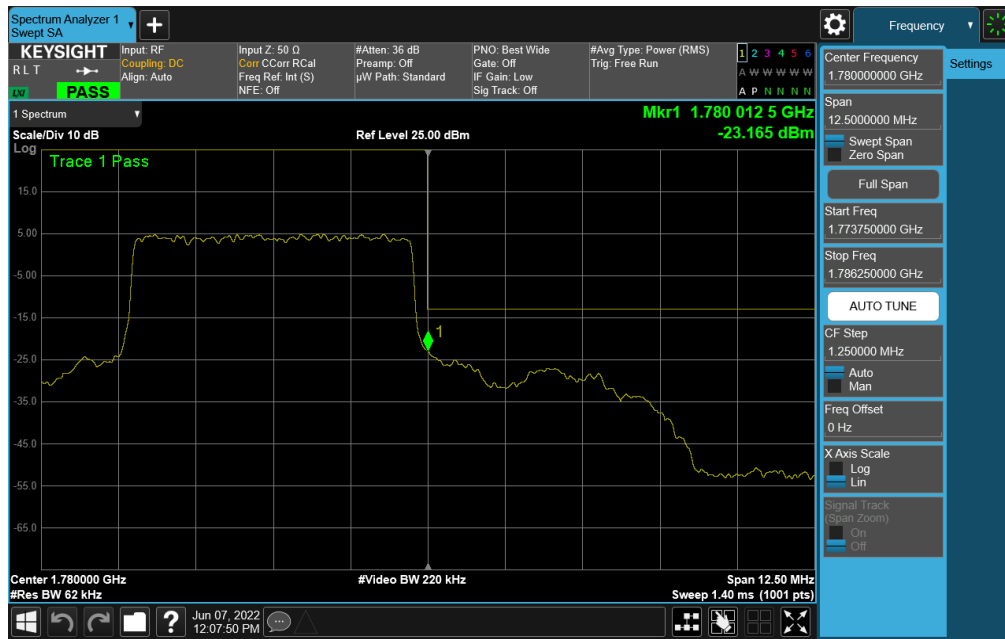 Spectrum Analyzer 1
Swept SA
Frequency
KEYSIGHT
R L T
LXI
PASS
Input: RF
Coupling: DC
Align: Auto
Input Z: 50 Ω
Corr CCorr RCal
Freq Ref: Int (S)
NFE: Off
#Atten: 36 dB
Preamp: Off
µW Path: Standard
PNO: Best Wide
Gate: Off
IF Gain: Low
Sig Track: Off
#Avg Type: Power (RMS)
Trig: Free Run
1 2 3 4 5 6
A W W W W W
A P N N N N
1 Spectrum
Mkr1 1.780 012 5 GHz
Scale/Div 10 dB
Ref Level 25.00 dBm
-23.165 dBm
Log
Trace 1 Pass
15.0
5.00
-5.00
-15.0
1
-25.0
-35.0
-45.0
-55.0
-65.0
Center 1.780000 GHz
#Video BW 220 kHz
Span 12.50 MHz
#Res BW 62 kHz
Sweep 1.40 ms (1001 pts)
Jun 07, 2022
12:07:50 PM
?
Center Frequency
1.780000000 GHz
Settings
Span
12.5000000 MHz
Swept Span
Zero Span
Full Span
Start Freq
1.773750000 GHz
Stop Freq
1.786250000 GHz
AUTO TUNE
CF Step
1.250000 MHz
Auto
Man
Freq Offset
0 Hz
X Axis Scale
Log
Lin
Signal Track
(Span Zoom)
On
Off